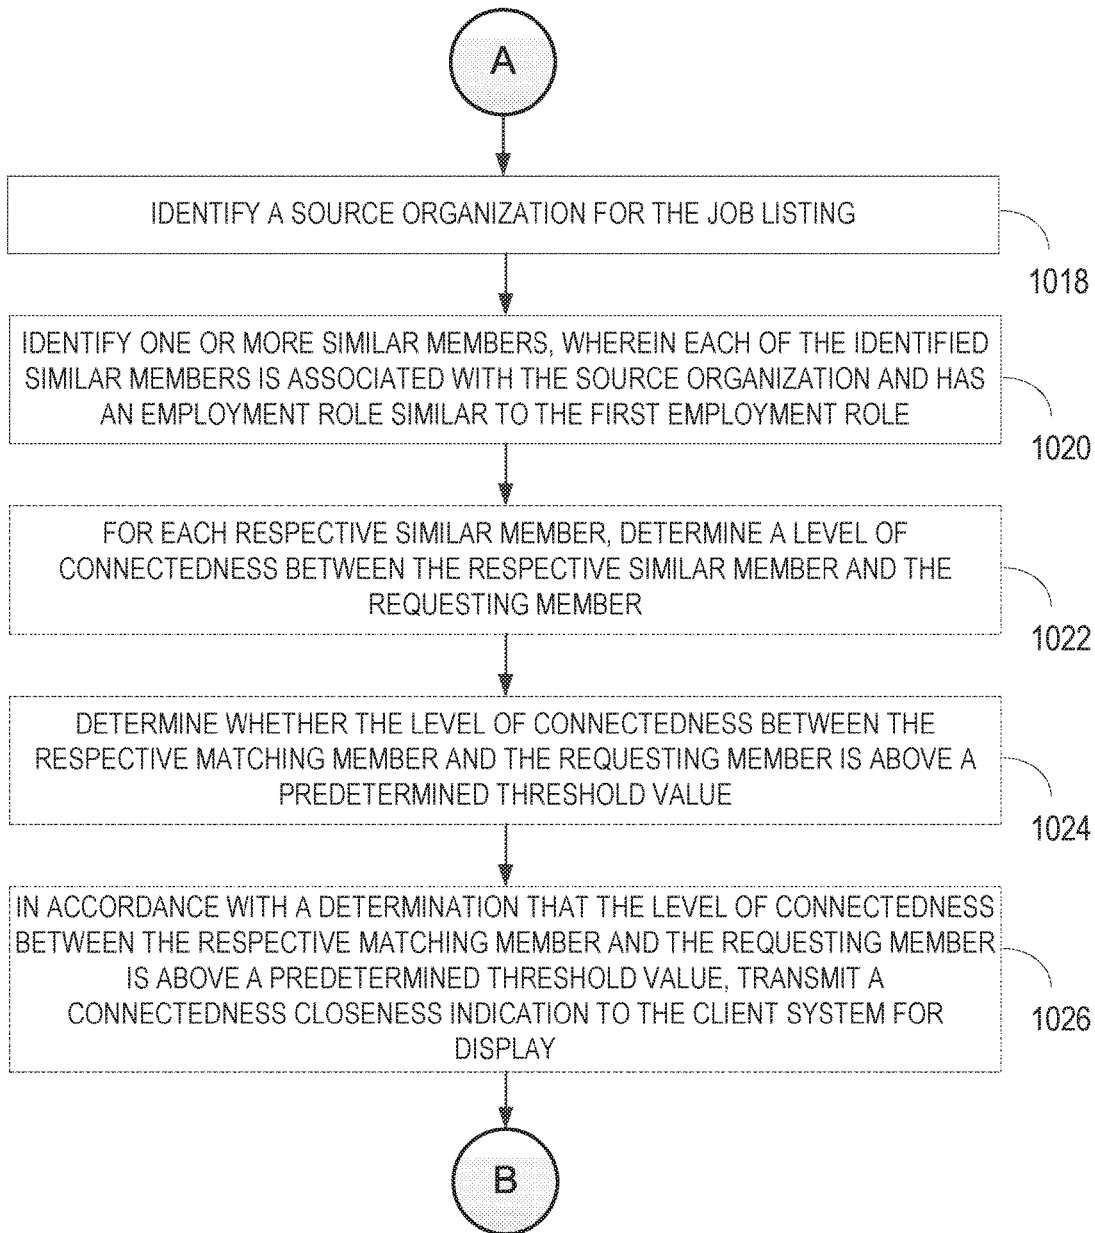 A
IDENTIFY A SOURCE ORGANIZATION FOR THE JOB LISTING
1018
IDENTIFY ONE OR MORE SIMILAR MEMBERS, WHEREIN EACH OF THE IDENTIFIED
SIMILAR MEMBERS IS ASSOCIATED WITH THE SOURCE ORGANIZATION AND HAS
AN EMPLOYMENT ROLE SIMILAR TO THE FIRST EMPLOYMENT ROLE
1020
FOR EACH RESPECTIVE SIMILAR MEMBER, DETERMINE A LEVEL OF
CONNECTEDNESS BETWEEN THE RESPECTIVE SIMILAR MEMBER AND THE
REQUESTING MEMBER
1022
DETERMINE WHETHER THE LEVEL OF CONNECTEDNESS BETWEEN THE
RESPECTIVE MATCHING MEMBER AND THE REQUESTING MEMBER IS ABOVE A
PREDETERMINED THRESHOLD VALUE
1024
IN ACCORDANCE WITH A DETERMINATION THAT THE LEVEL OF CONNECTEDNESS
BETWEEN THE RESPECTIVE MATCHING MEMBER AND THE REQUESTING MEMBER
IS ABOVE A PREDETERMINED THRESHOLD VALUE, TRANSMIT A
CONNECTEDNESS CLOSENESS INDICATION TO THE CLIENT SYSTEM FOR
DISPLAY
1026
B